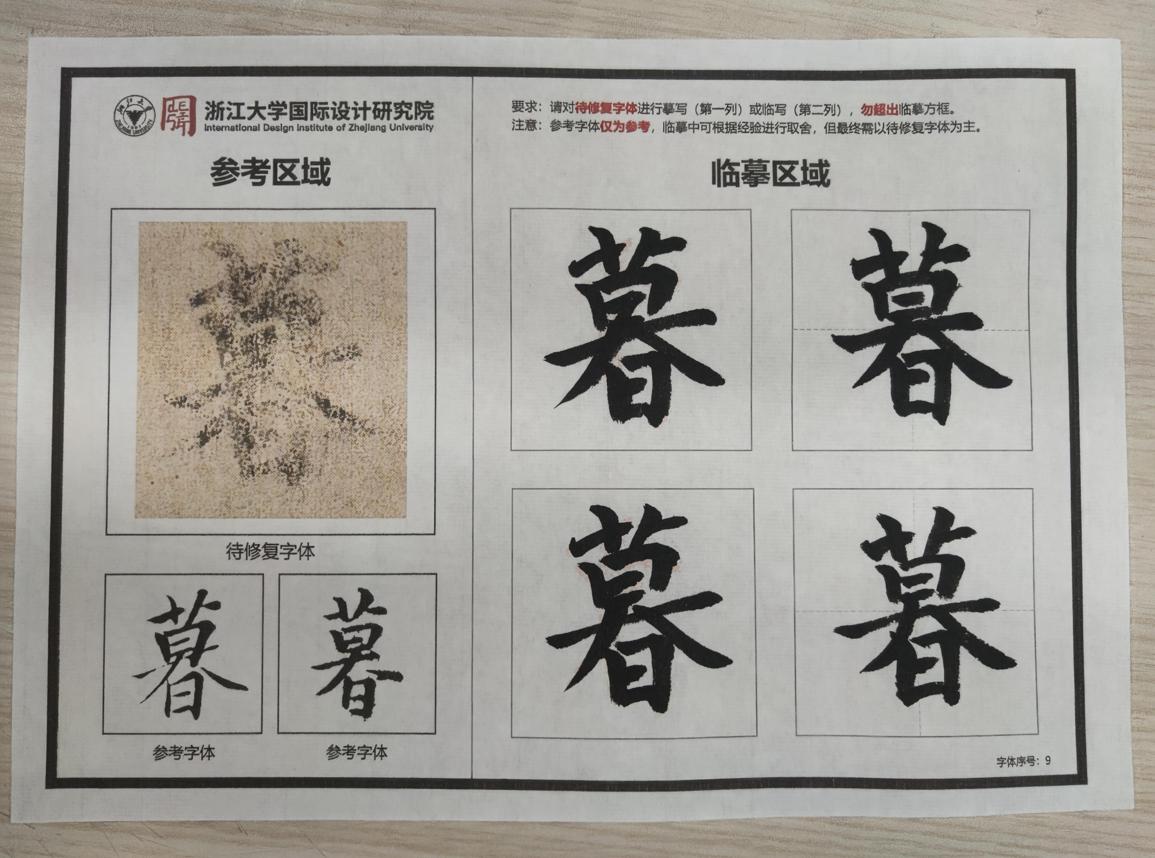 浙江大学国际设计研究院
International Design Institute of Zhejiang University
参考区域
暮
待修复字体
暮
暮
参考字体
参考字体
要求：请对待修复字体进行摹写（第一列）或临写（第二列），勿超出临摹方框。
注意：参考字体仅为参考，临摹中可根据经验进行取舍，但最终需以待修复字体为主。
临摹区域
暮
暮
暮
暮
字体序号：9